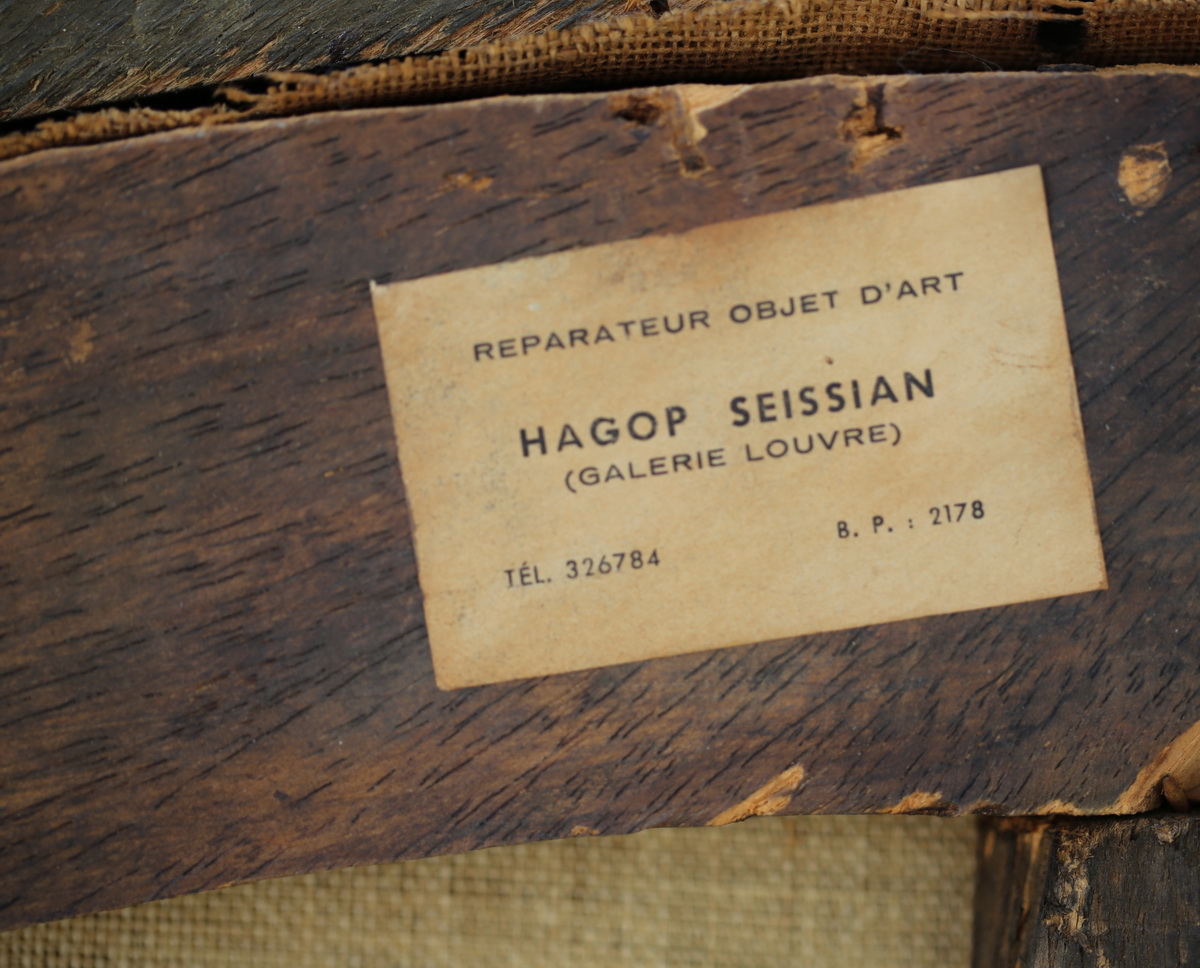 REPARATEUR OBJET D'ART
HAGOP SEISSIAN
(GALERIE LOUVRE)
TÉL. 326784
B. P. : 2178